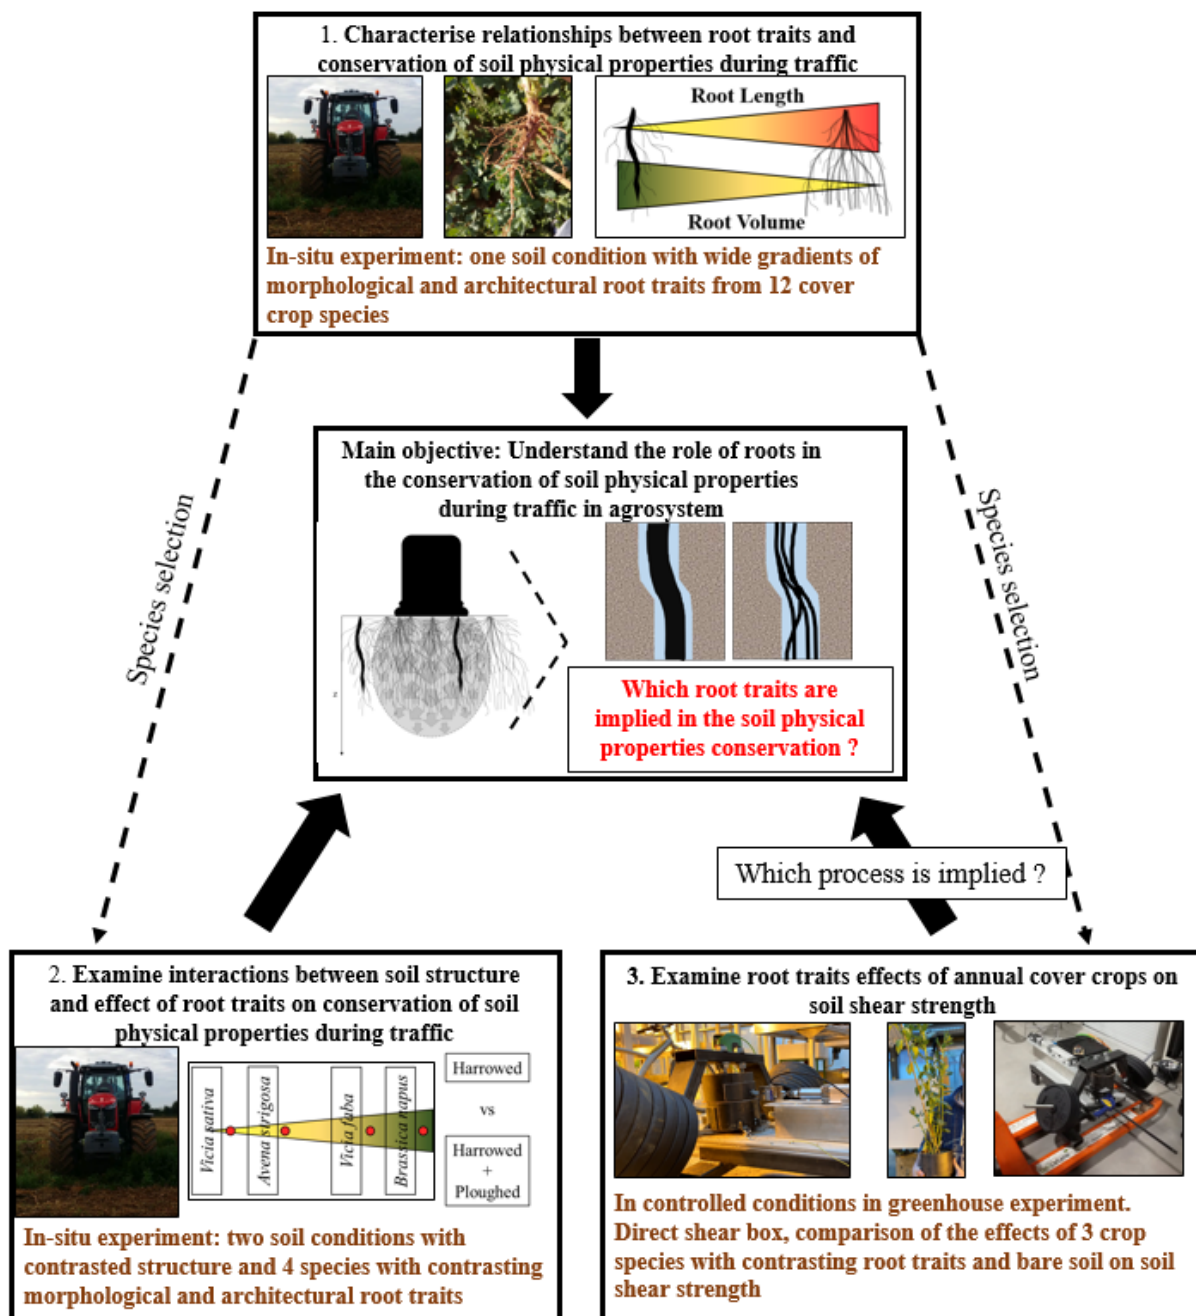 1. Characterise relationships between root traits and
conservation of soil physical properties during traffic
Root Length
Root Volume
In-situ experiment: one soil condition with wide gradients of
morphological and architectural root traits from 12 cover
crop species
Species selection
Species selection
Main objective: Understand the role of roots in
the conservation of soil physical properties
during traffic in agrosystem
z
Which root traits are
implied in the soil physical
properties conservation ?
Which process is implied ?
2. Examine interactions between soil structure
and effect of root traits on conservation of soil
physical properties during traffic
Vicia sativa
Avena strigosa
Vicia faba
Brassica napus
Harrowed
vs
Harrowed
+
Ploughed
In-situ experiment: two soil conditions with
contrasted structure and 4 species with contrasting
morphological and architectural root traits
3. Examine root traits effects of annual cover crops on
soil shear strength
In controlled conditions in greenhouse experiment.
Direct shear box, comparison of the effects of 3 crop
species with contrasting root traits and bare soil on soil
shear strength